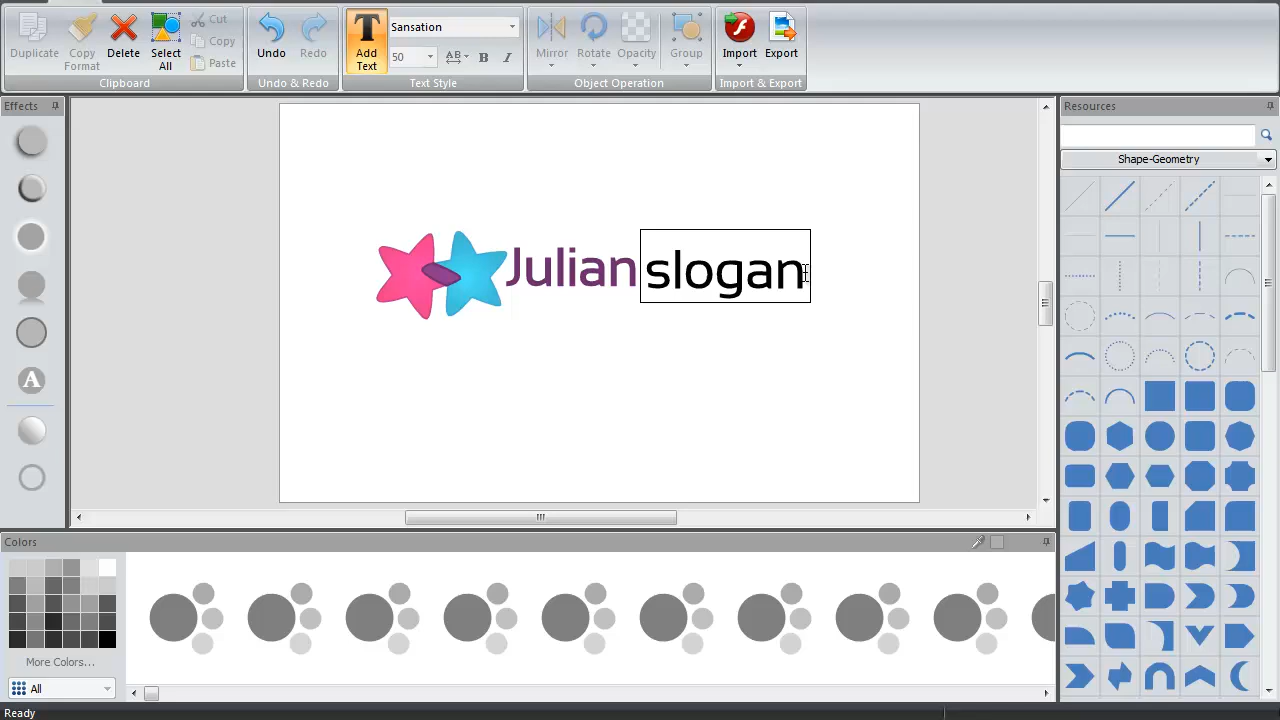 Duplicate
Copy
Format
Delete
Select
All
Cut
Copy
Paste
Clipboard
Undo
Redo
Undo & Redo
Add
Text
Sansation
50
AB
B
I
Text Style
Mirror
Rotate
Opacity
Group
Object Operation
Import
Export
Import & Export
Effects
A
Julian
slogan
Resources
Shape-Geometry
Colors
More Colors...
All
Ready